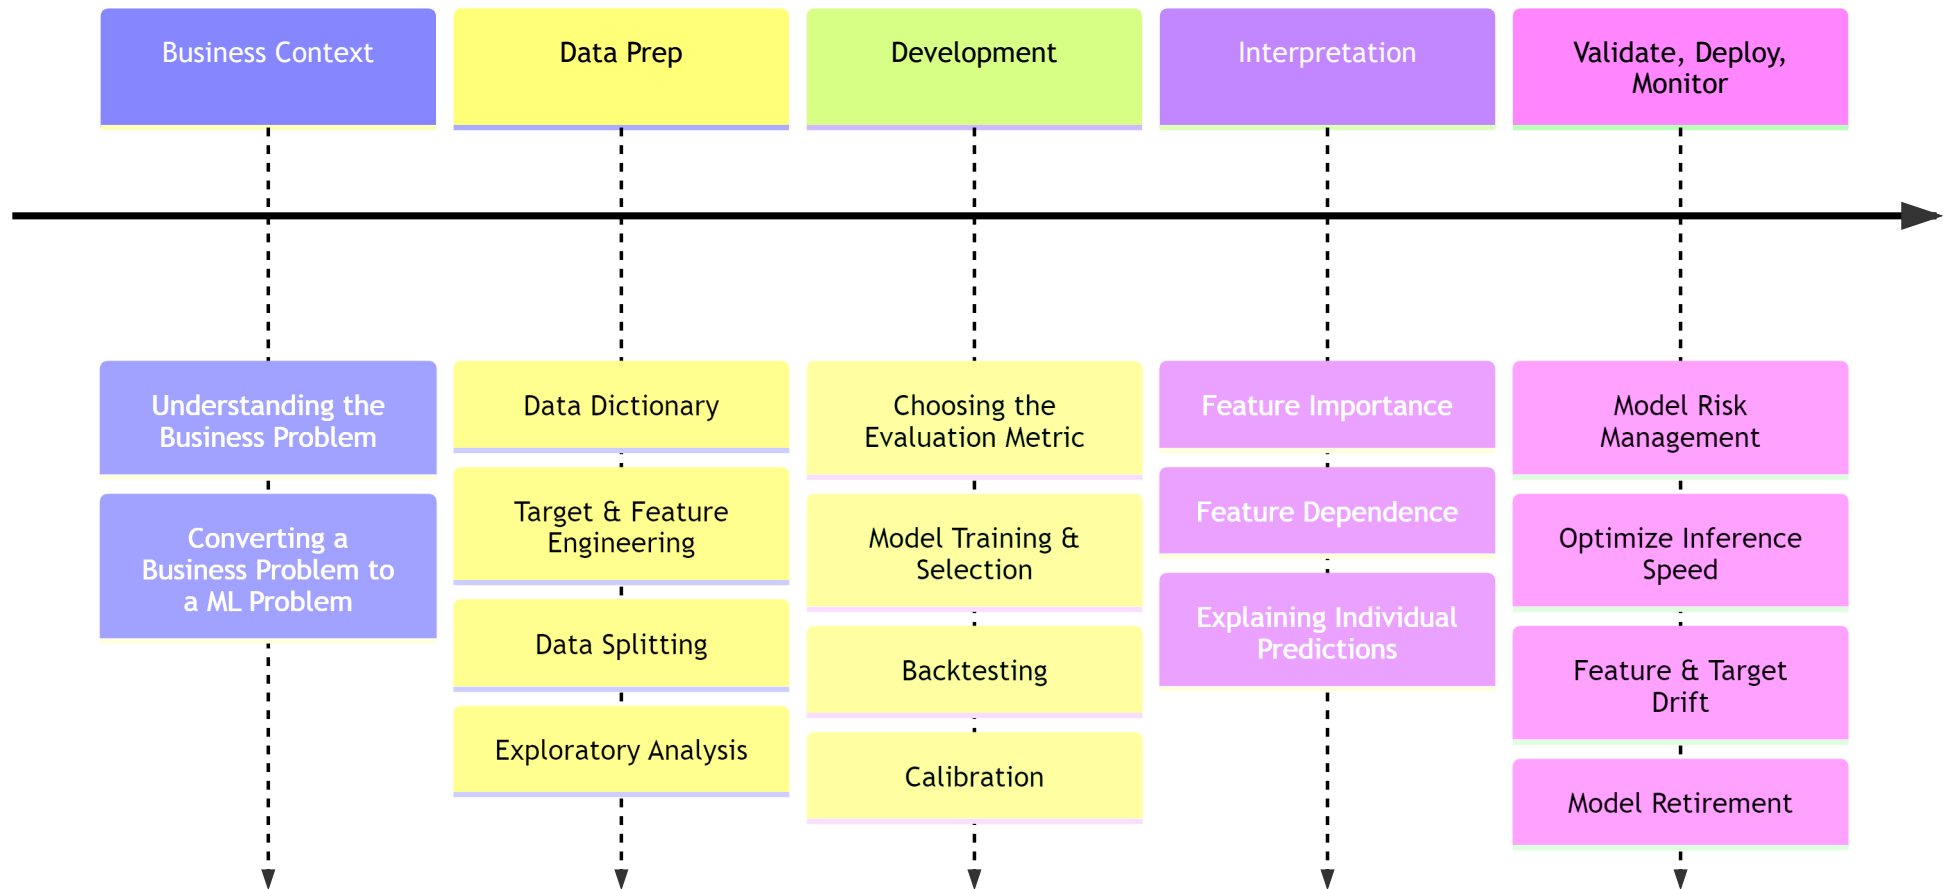 Business Context
Data Prep
Development
Interpretation
Validate, Deploy,
Monitor
Understanding the
Business Problem
Converting a
Business Problem to
a ML Problem
Data Dictionary
Target & Feature
Engineering
Data Splitting
Exploratory Analysis
Choosing the
Evaluation Metric
Model Training &
Selection
Backtesting
Calibration
Feature Importance
Feature Dependence
Explaining Individual
Predictions
Model Risk
Management
Optimize Inference
Speed
Feature & Target
Drift
Model Retirement